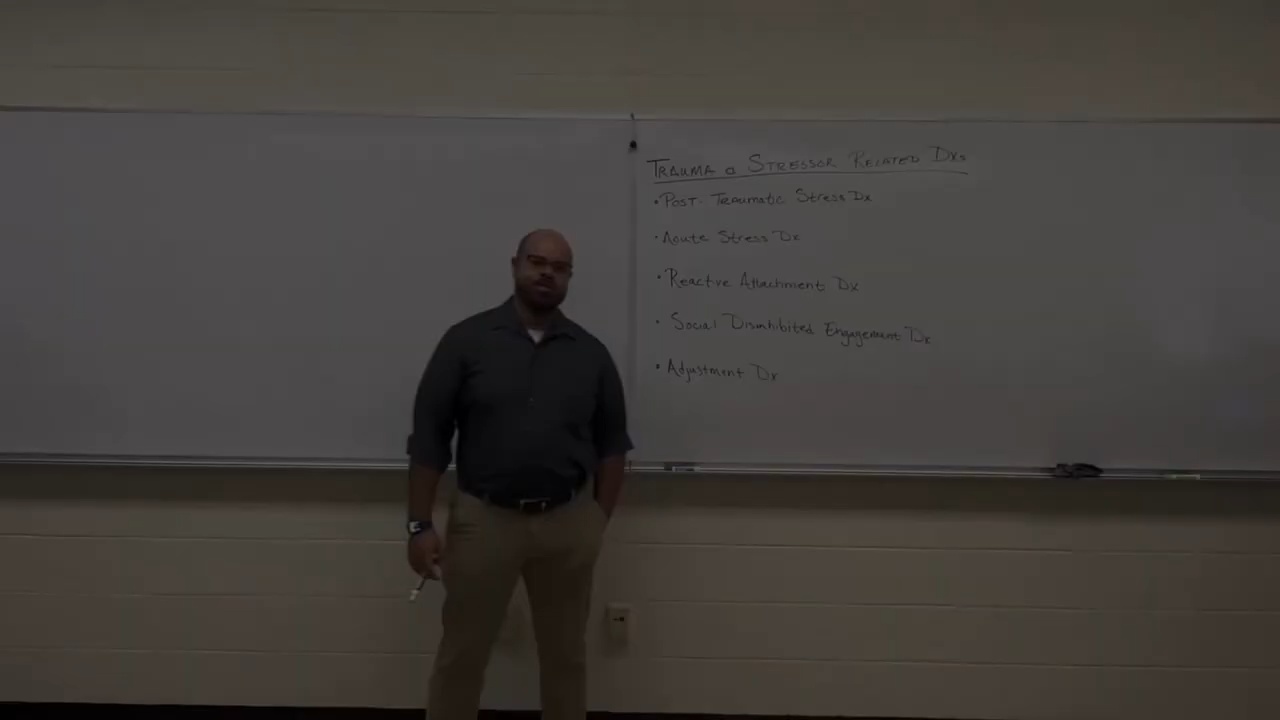 TRAUMA & STRESSOR RELATED DXs
• POST-TRAUMATIC STRESS DX
• Acute Stress Dx
• Reactive Attachment Dx
• Social Disinhibited Engagement Dx
• Adjustment Dx